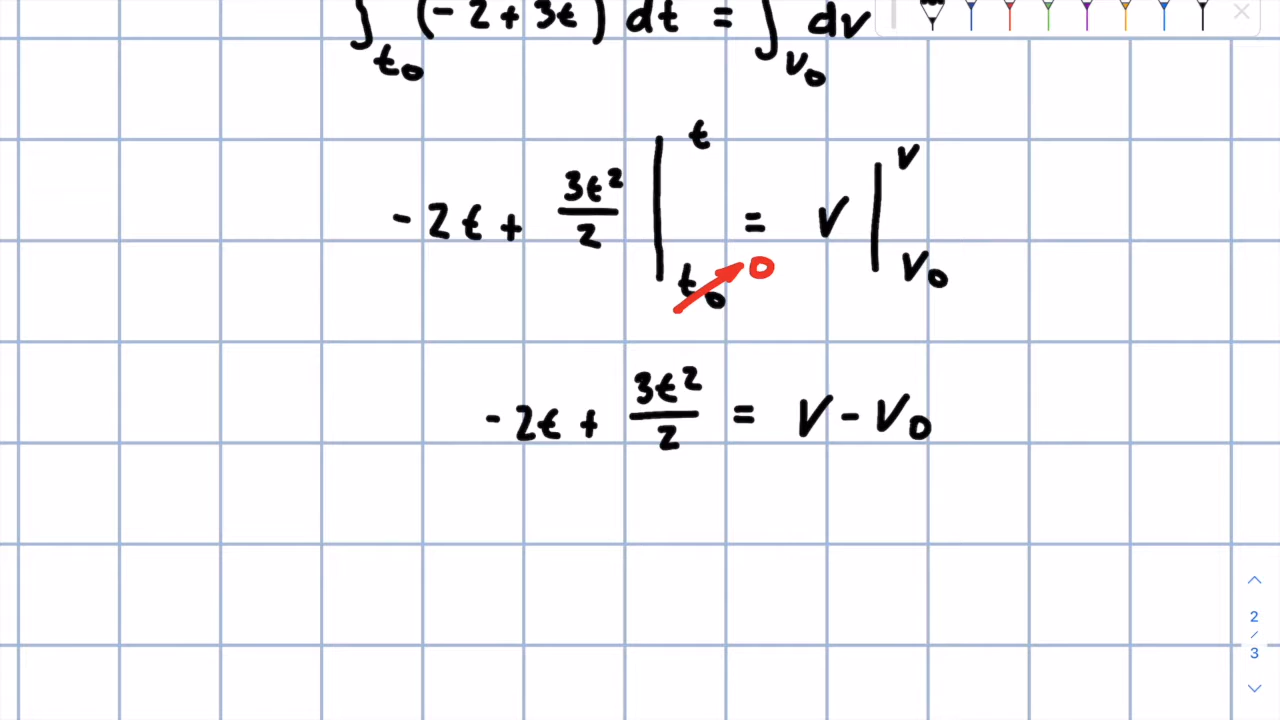 ∫_{t₀} (-2 + 3t) dt = ∫_{v₀} dv
-2t + 3t²/2 |_{t₀}^{t} = v |_{v₀}^{v}
0
-2t + 3t²/2 = v - v₀
2
/
3